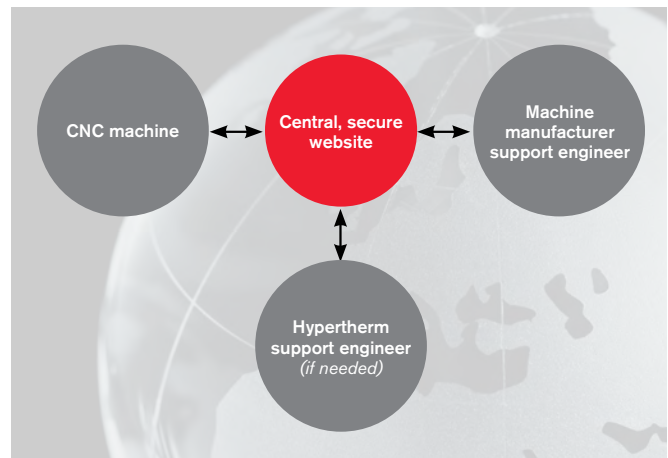 CNC machine
Central, secure
website
Machine
manufacturer
support engineer
Hypertherm
support engineer
(if needed)